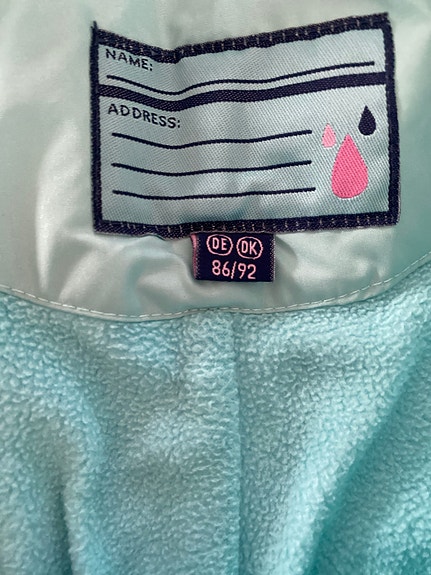 NAME:
ADDRESS:
DE DK
86/92